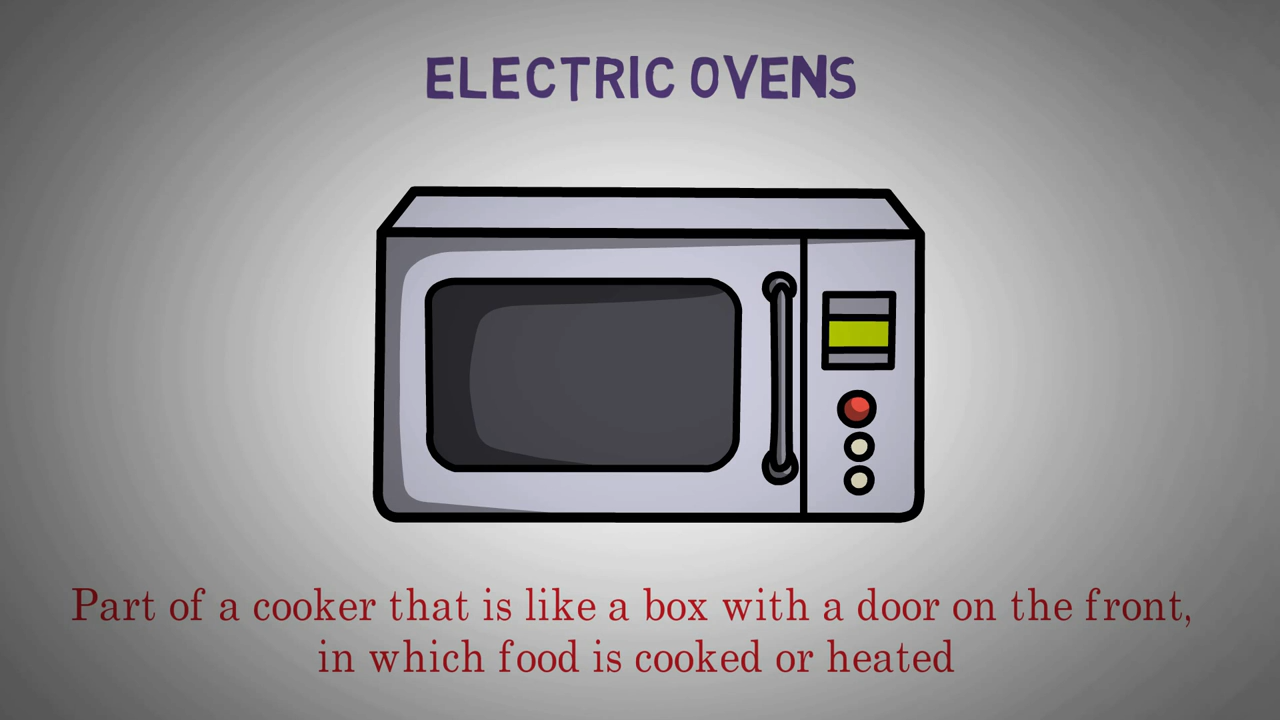 ELECTRIC OVENS
Part of a cooker that is like a box with a door on the front,
in which food is cooked or heated